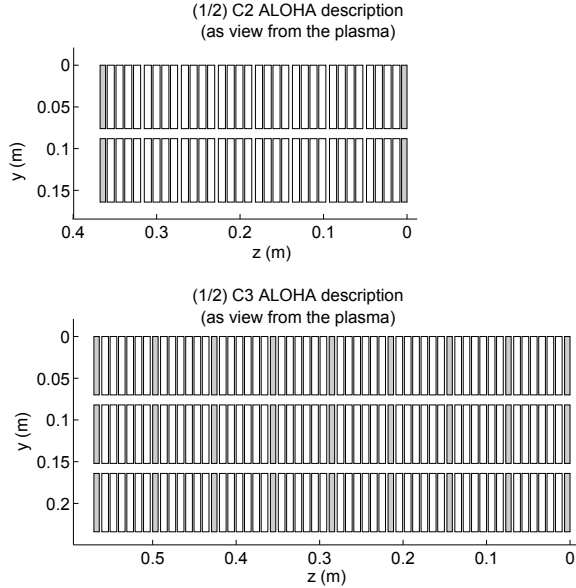 (1/2) C2 ALOHA description
(as view from the plasma)
0
0.05
0.1
0.15
y (m)
0.4
0.3
0.2
0.1
0
z (m)
(1/2) C3 ALOHA description
(as view from the plasma)
0
0.05
0.1
0.15
0.2
y (m)
0.5
0.4
0.3
0.2
0.1
0
z (m)